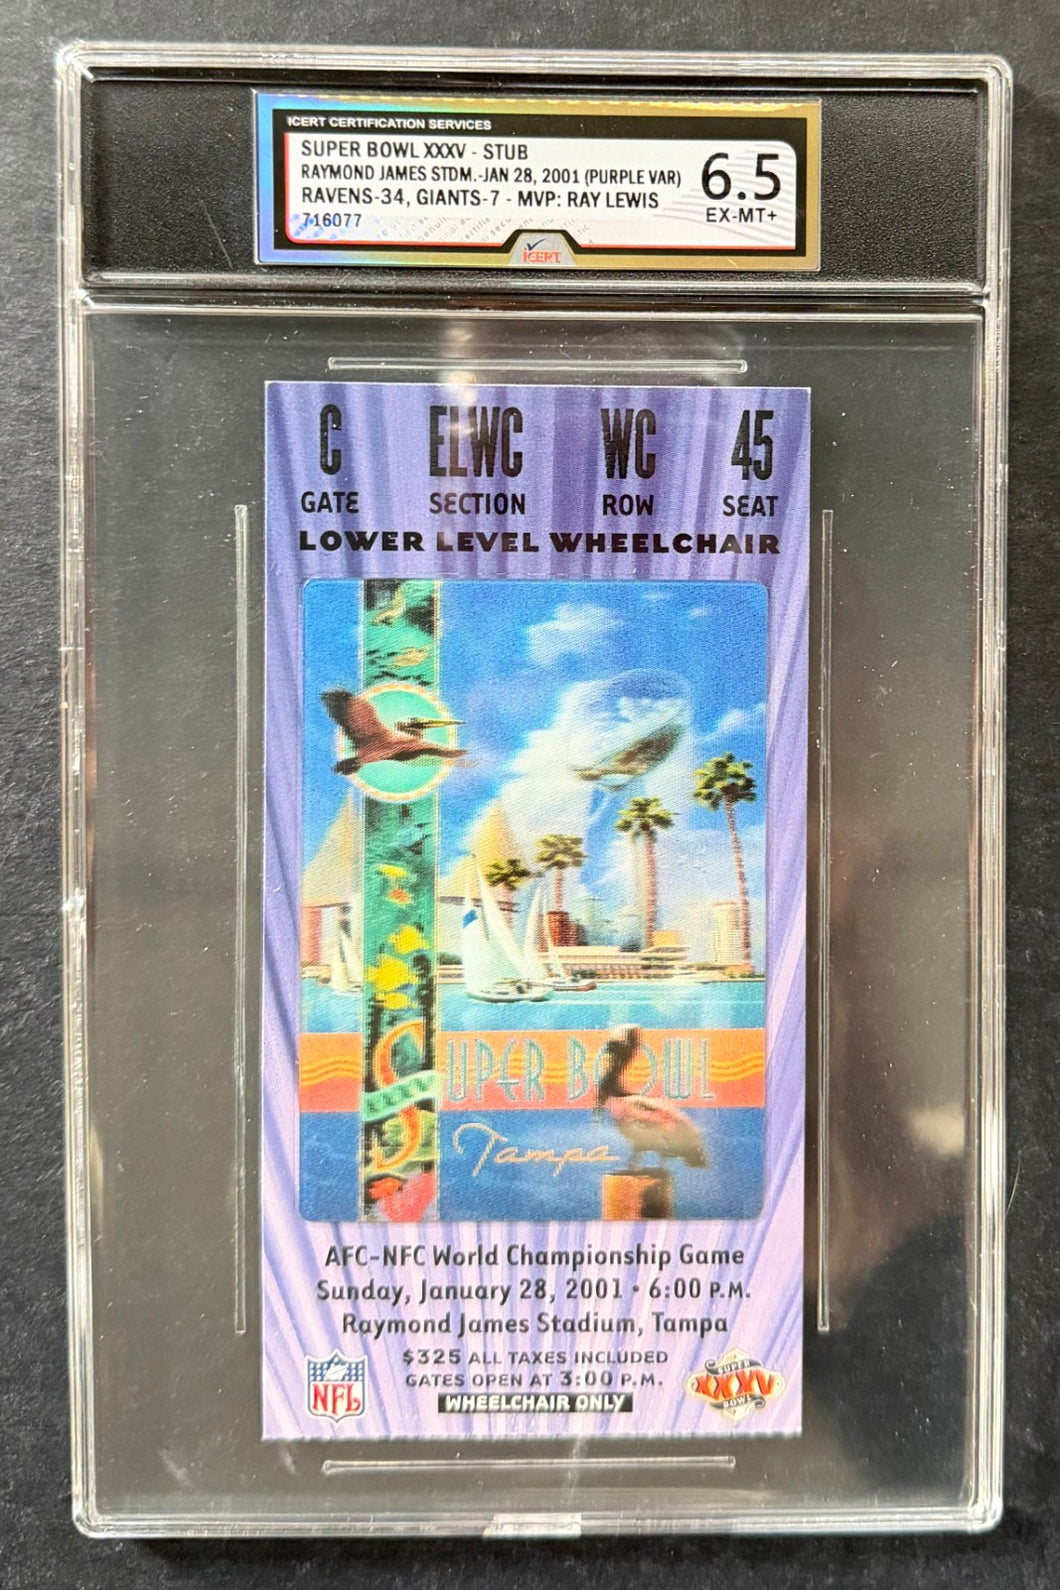 ICERT CERTIFICATION SERVICES
SUPER BOWL XXXV - STUB
RAYMOND JAMES STDM.-JAN 28, 2001 (PURPLE VAR)
RAVENS-34, GIANTS-7 - MVP: RAY LEWIS
716077
6.5
EX-MT+
iCERT
C ELWC WC 45
GATE SECTION ROW SEAT
LOWER LEVEL WHEELCHAIR
SUPER BOWL
XXXV
Tampa
AFC-NFC World Championship Game
Sunday, January 28, 2001 • 6:00 P.M.
Raymond James Stadium, Tampa
$325 ALL TAXES INCLUDED
GATES OPEN AT 3:00 P.M.
WHEELCHAIR ONLY
NFL
SUPER
XXXV
BOWL